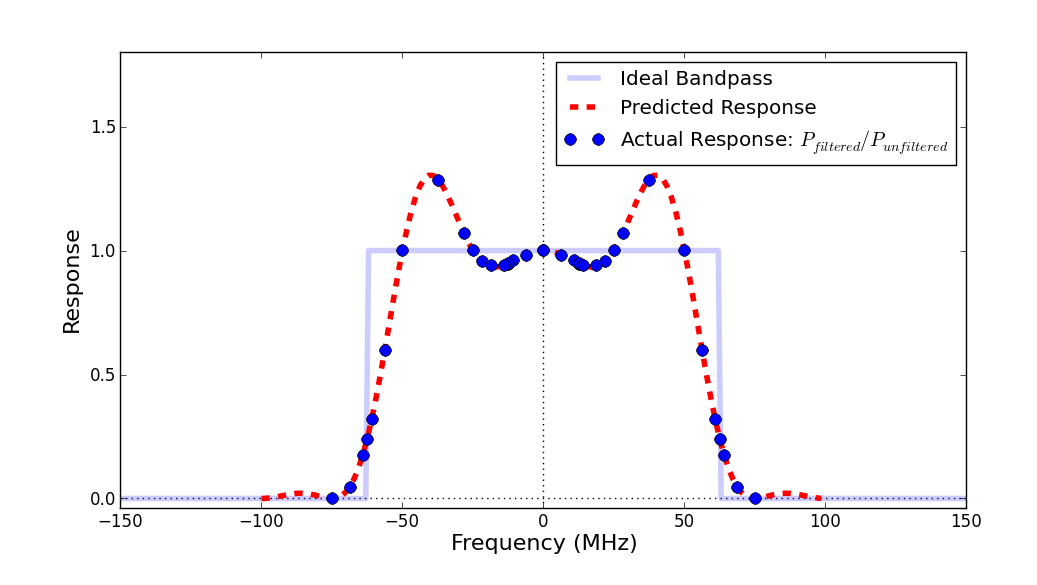 Ideal Bandpass
Predicted Response
Actual Response: P_filtered/P_unfiltered
1.5
1.0
0.5
0.0
Response
−150 −100 −50 0 50 100 150
Frequency (MHz)